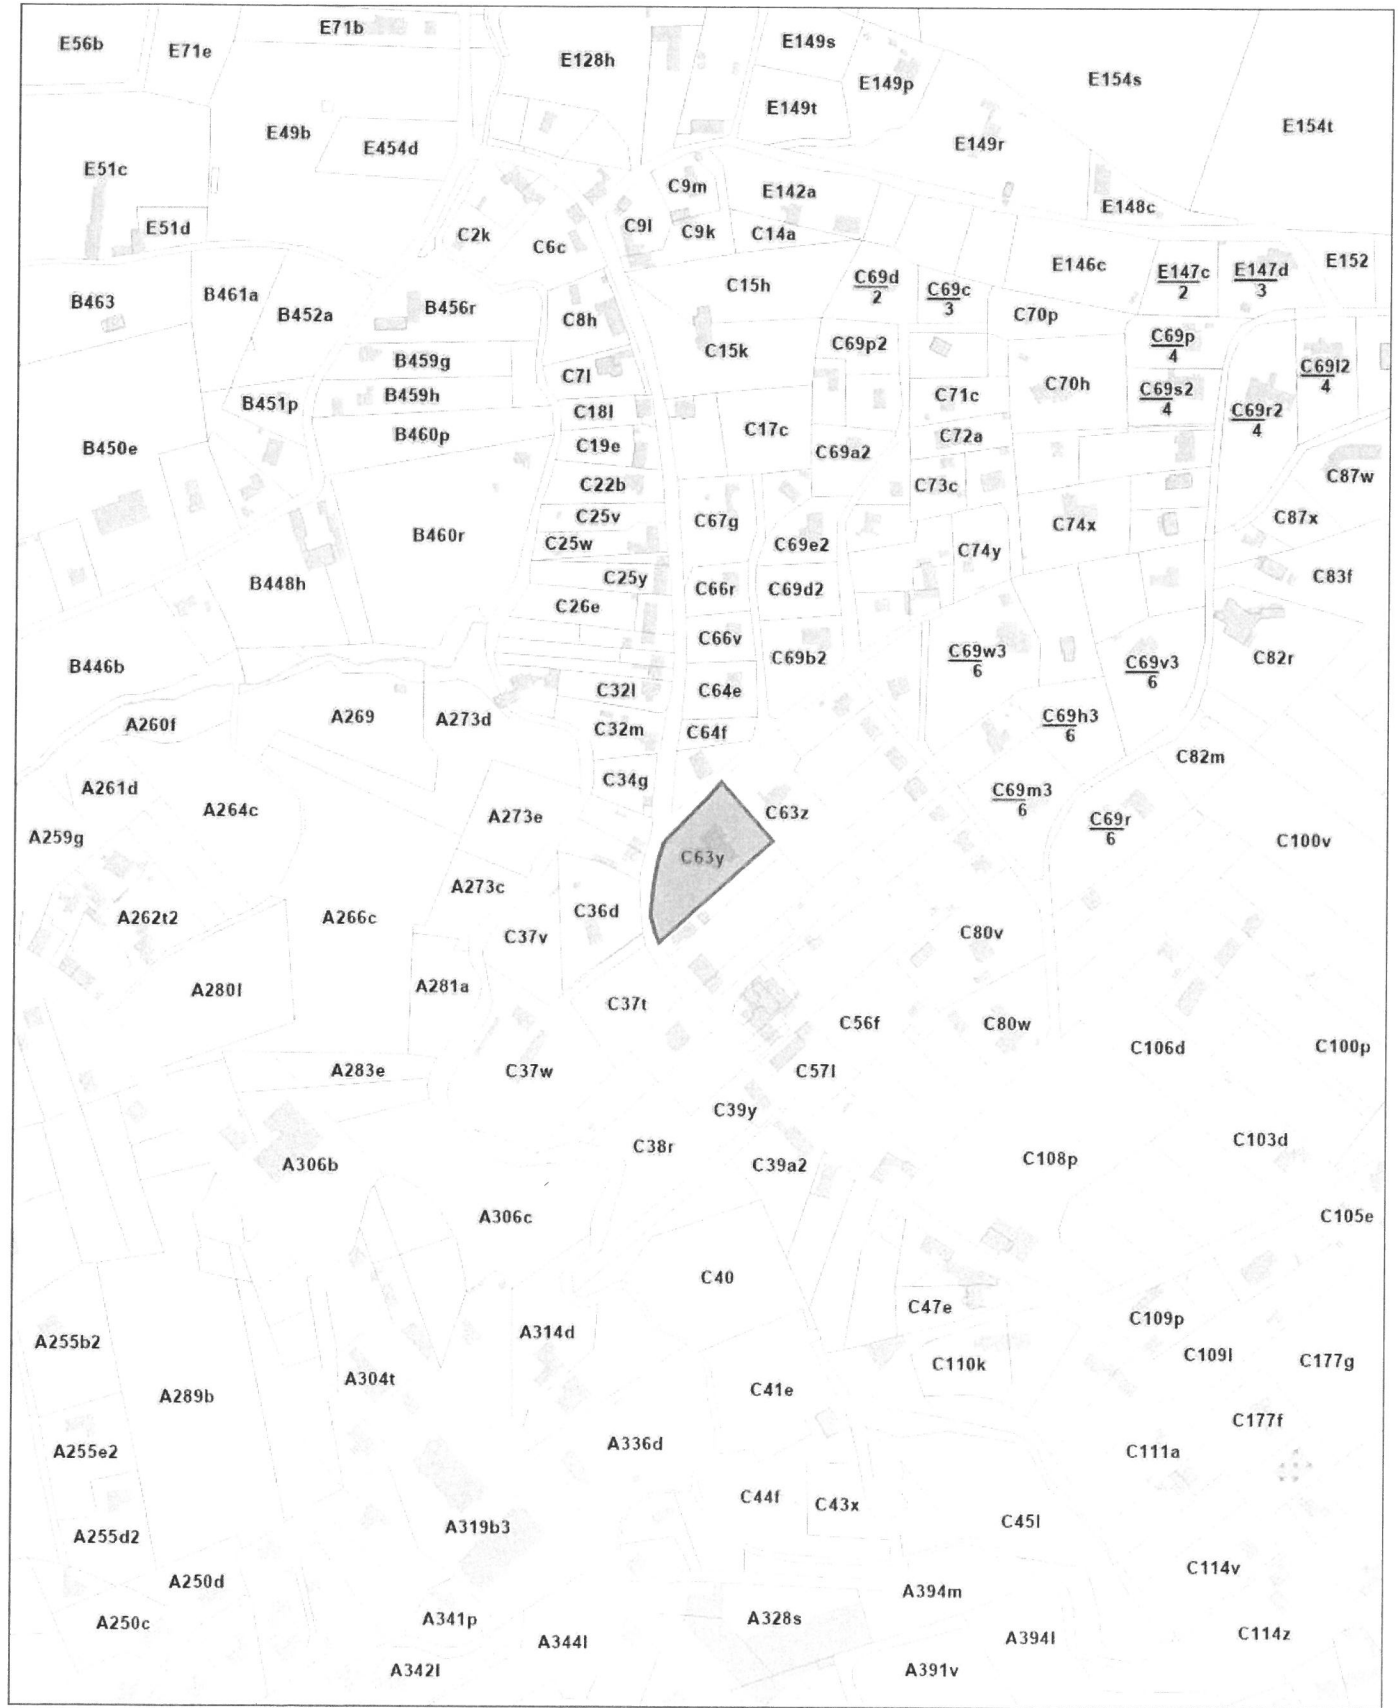 E56b
E71e
E71b
E128h
E149s
E149p
E154s
E149t
E154t
E49b
E454d
E149r
E51c
C9m
E142a
E148c
E51d
C2k
C6c
C9l
C9k
C14a
E146c
E147c
2
E147d
3
E152
B463
B461a
B452a
B456r
C8h
C15h
C69d
2
C69c
3
C70p
C15k
C69p2
C69p
4
B459g
C7l
C69l2
4
B451p
B459h
C71c
C70h
C69s2
4
C18l
C69r2
4
B450e
B460p
C19e
C17c
C69a2
C72a
C22b
C73c
C87w
C25v
C67g
C87x
B460r
C25w
C69e2
C74y
C74x
B448h
C25y
C66r
C69d2
C83f
C26e
C66v
B446b
C69b2
C69w3
6
C69v3
6
C82r
C32l
C64e
A260f
A269
A273d
C32m
C64f
C69h3
6
C82m
A261d
A264c
A273e
C34g
C63z
C69m3
6
C69r
6
A259g
C63y
C100v
A273c
A262t2
A266c
C36d
C37v
C80v
A280l
A281a
C37t
C56f
C80w
C106d
C100p
A283e
C37w
C57l
C39y
C38r
C39a2
C108p
C103d
A306b
A306c
C105e
C40
C47e
C109p
A255b2
A314d
C109l
C177g
A304t
C110k
A289b
C41e
C177f
A255e2
A336d
C111a
C44f
C43x
A255d2
A319b3
C45l
A250d
C114v
A250c
A341p
A344l
A328s
A394m
A394l
C114z
A342l
A391v